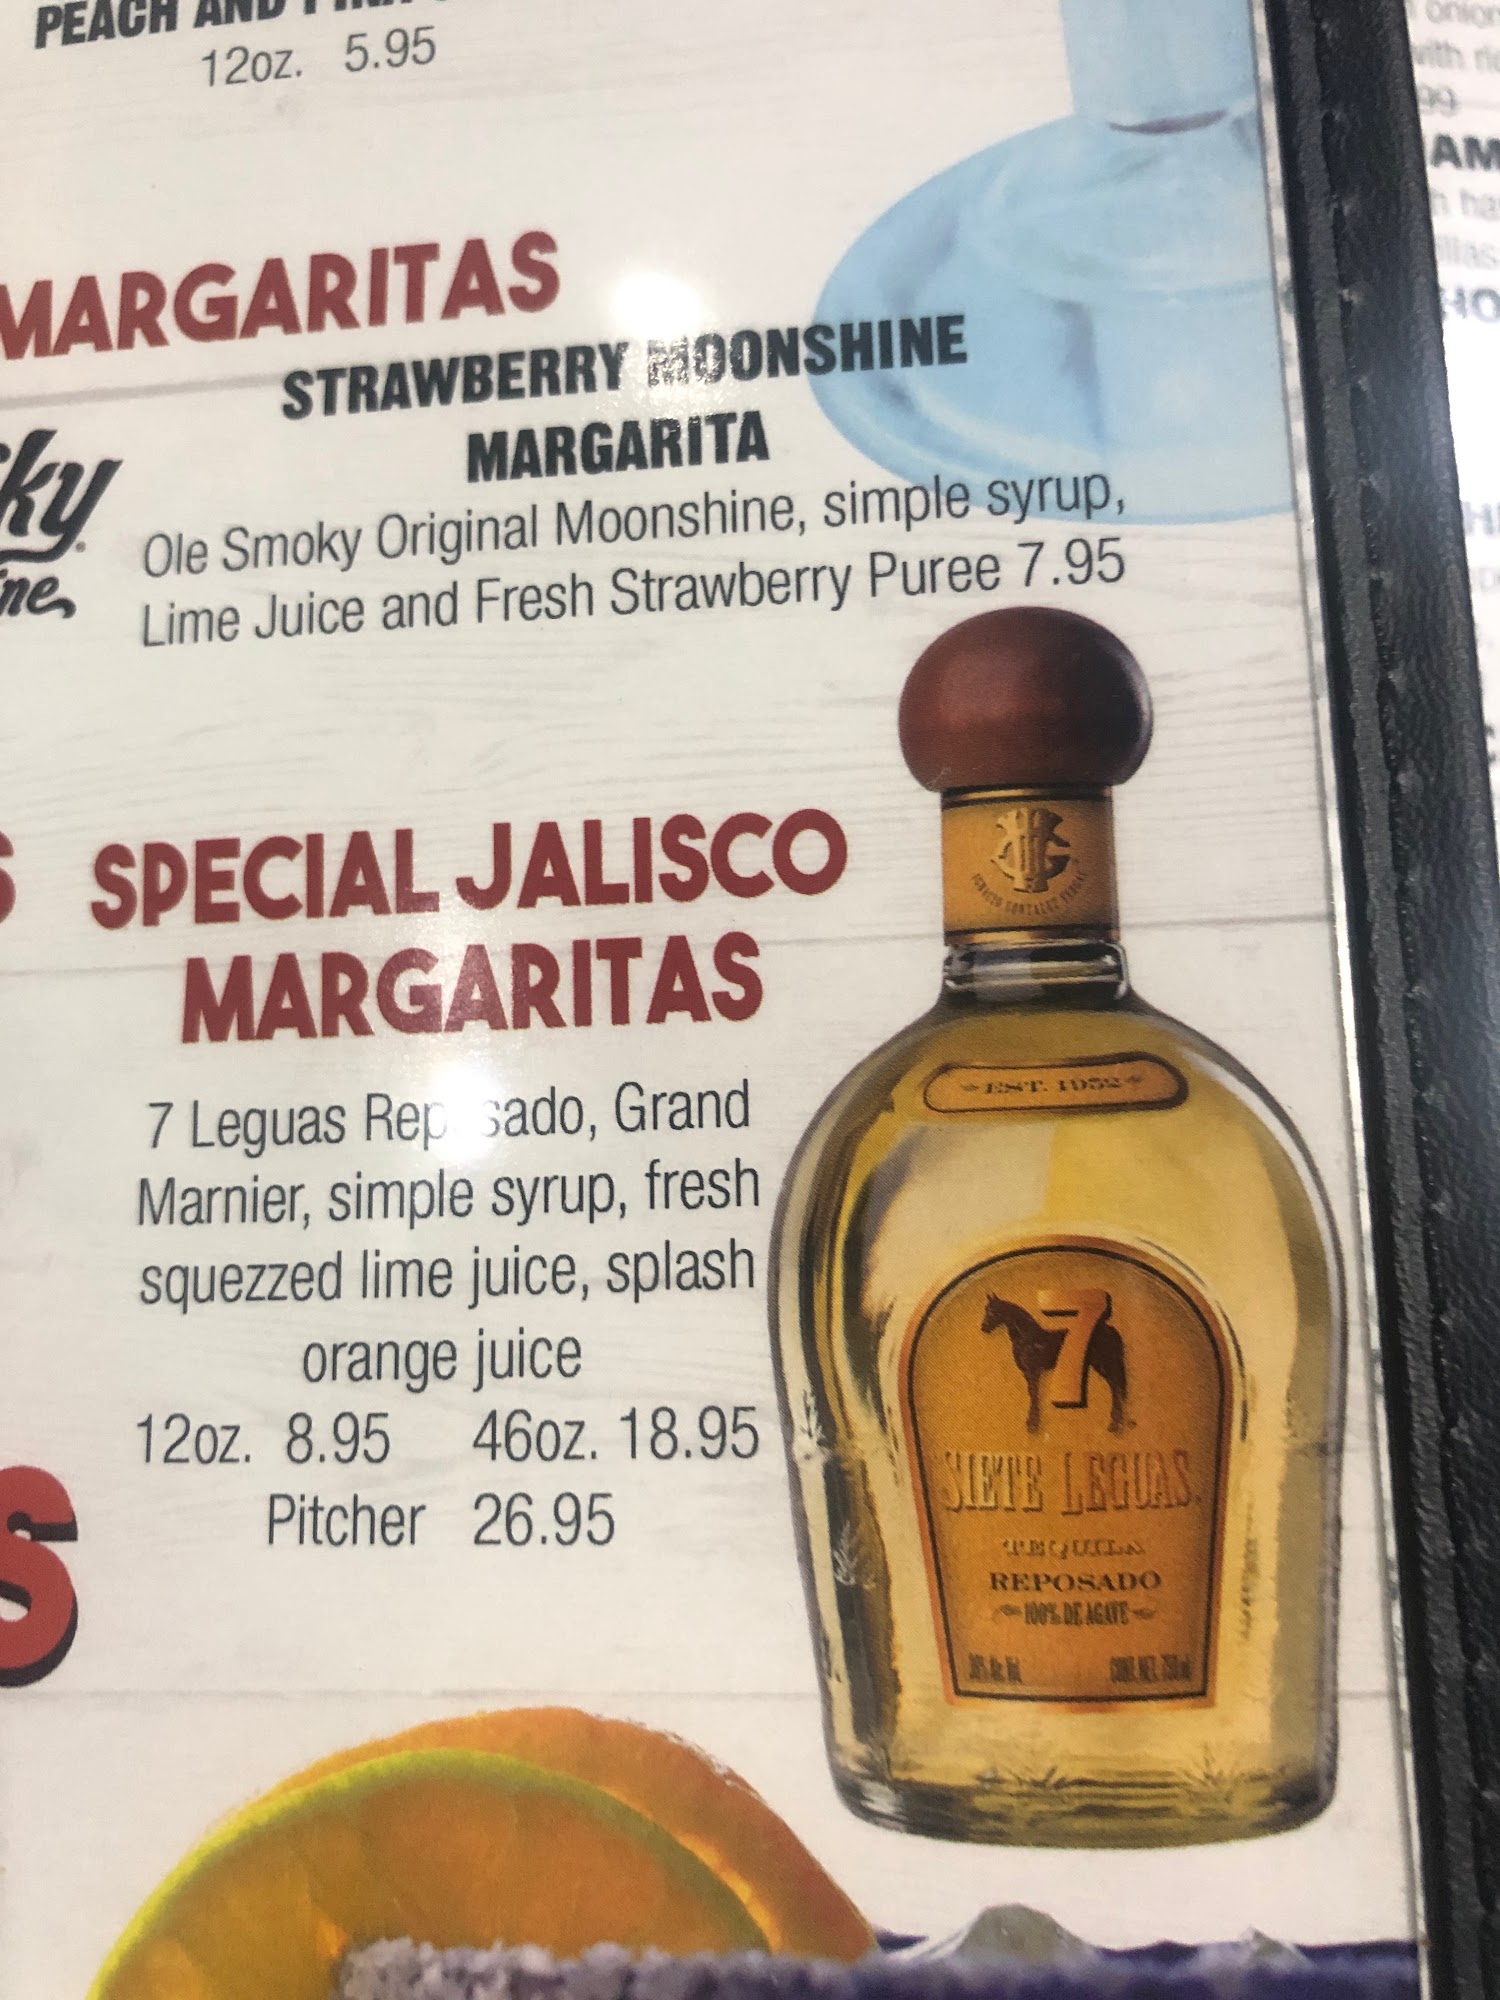 PEACH AND
12oz. 5.95
MARGARITAS
STRAWBERRY MOONSHINE
MARGARITA
Ole Smoky Original Moonshine, simple syrup,
Lime Juice and Fresh Strawberry Puree 7.95
SPECIAL JALISCO
MARGARITAS
7 Leguas Reposado, Grand
Marnier, simple syrup, fresh
squezzed lime juice, splash
orange juice
12oz. 8.95 46oz. 18.95
Pitcher 26.95
EST. 1952
7
SIETE LEGUAS
TEQUILA
REPOSADO
100% DE AGAVE